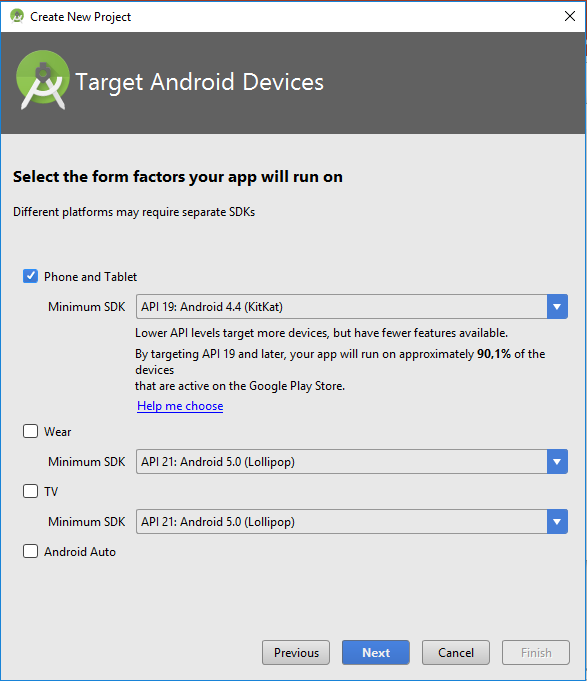 Create New Project
Target Android Devices
Select the form factors your app will run on
Different platforms may require separate SDKs
Phone and Tablet
Minimum SDK API 19: Android 4.4 (KitKat)
Lower API levels target more devices, but have fewer features available.
By targeting API 19 and later, your app will run on approximately 90,1% of the
devices
that are active on the Google Play Store.
Help me choose
Wear
Minimum SDK API 21: Android 5.0 (Lollipop)
TV
Minimum SDK API 21: Android 5.0 (Lollipop)
Android Auto
Previous Next Cancel Finish